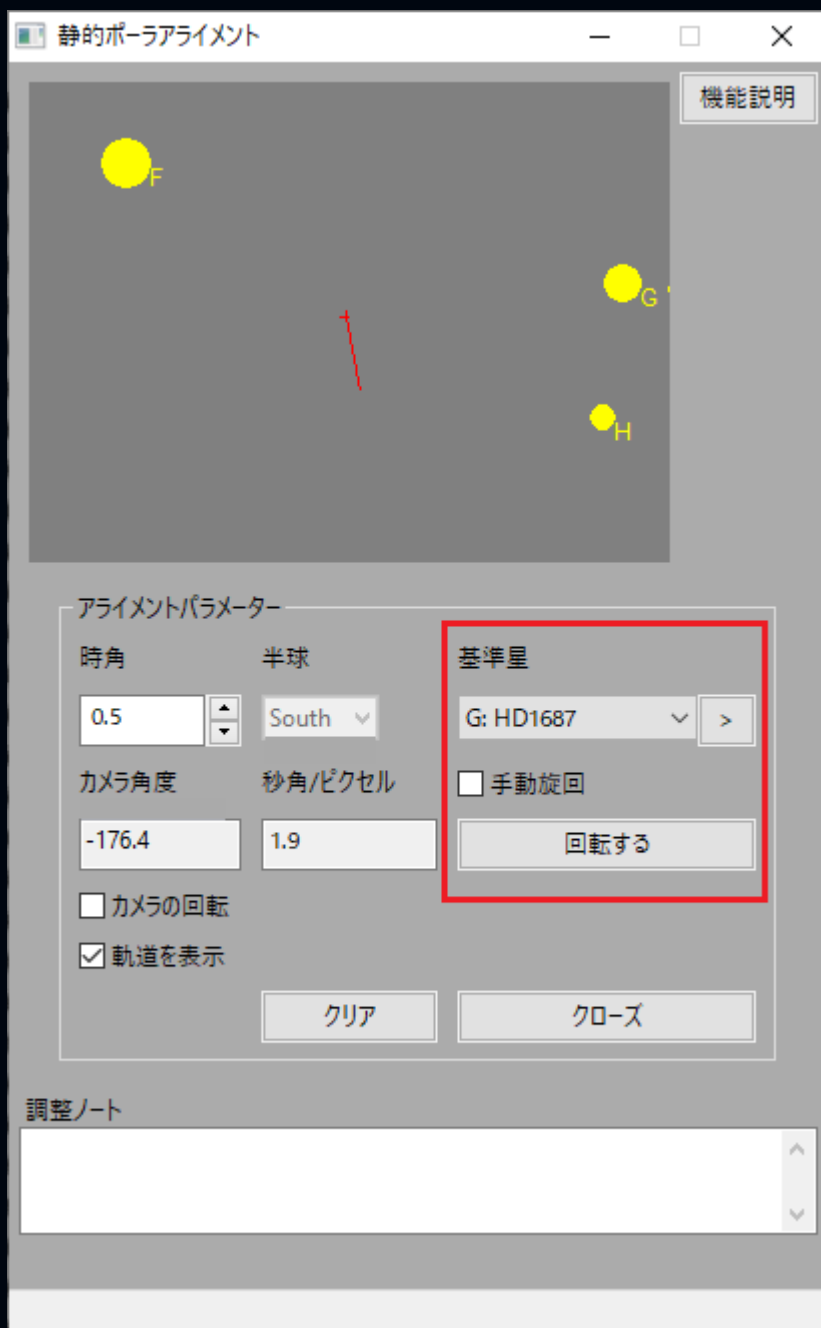 静的ポーラアライメント
機能説明
F
G
H
アライメントパラメーター
時角 半球 基準星
0.5 South G: HD1687 >
カメラ角度 秒角/ピクセル 手動旋回
-176.4 1.9 回転する
カメラの回転
軌道を表示
クリア クローズ
調整ノート